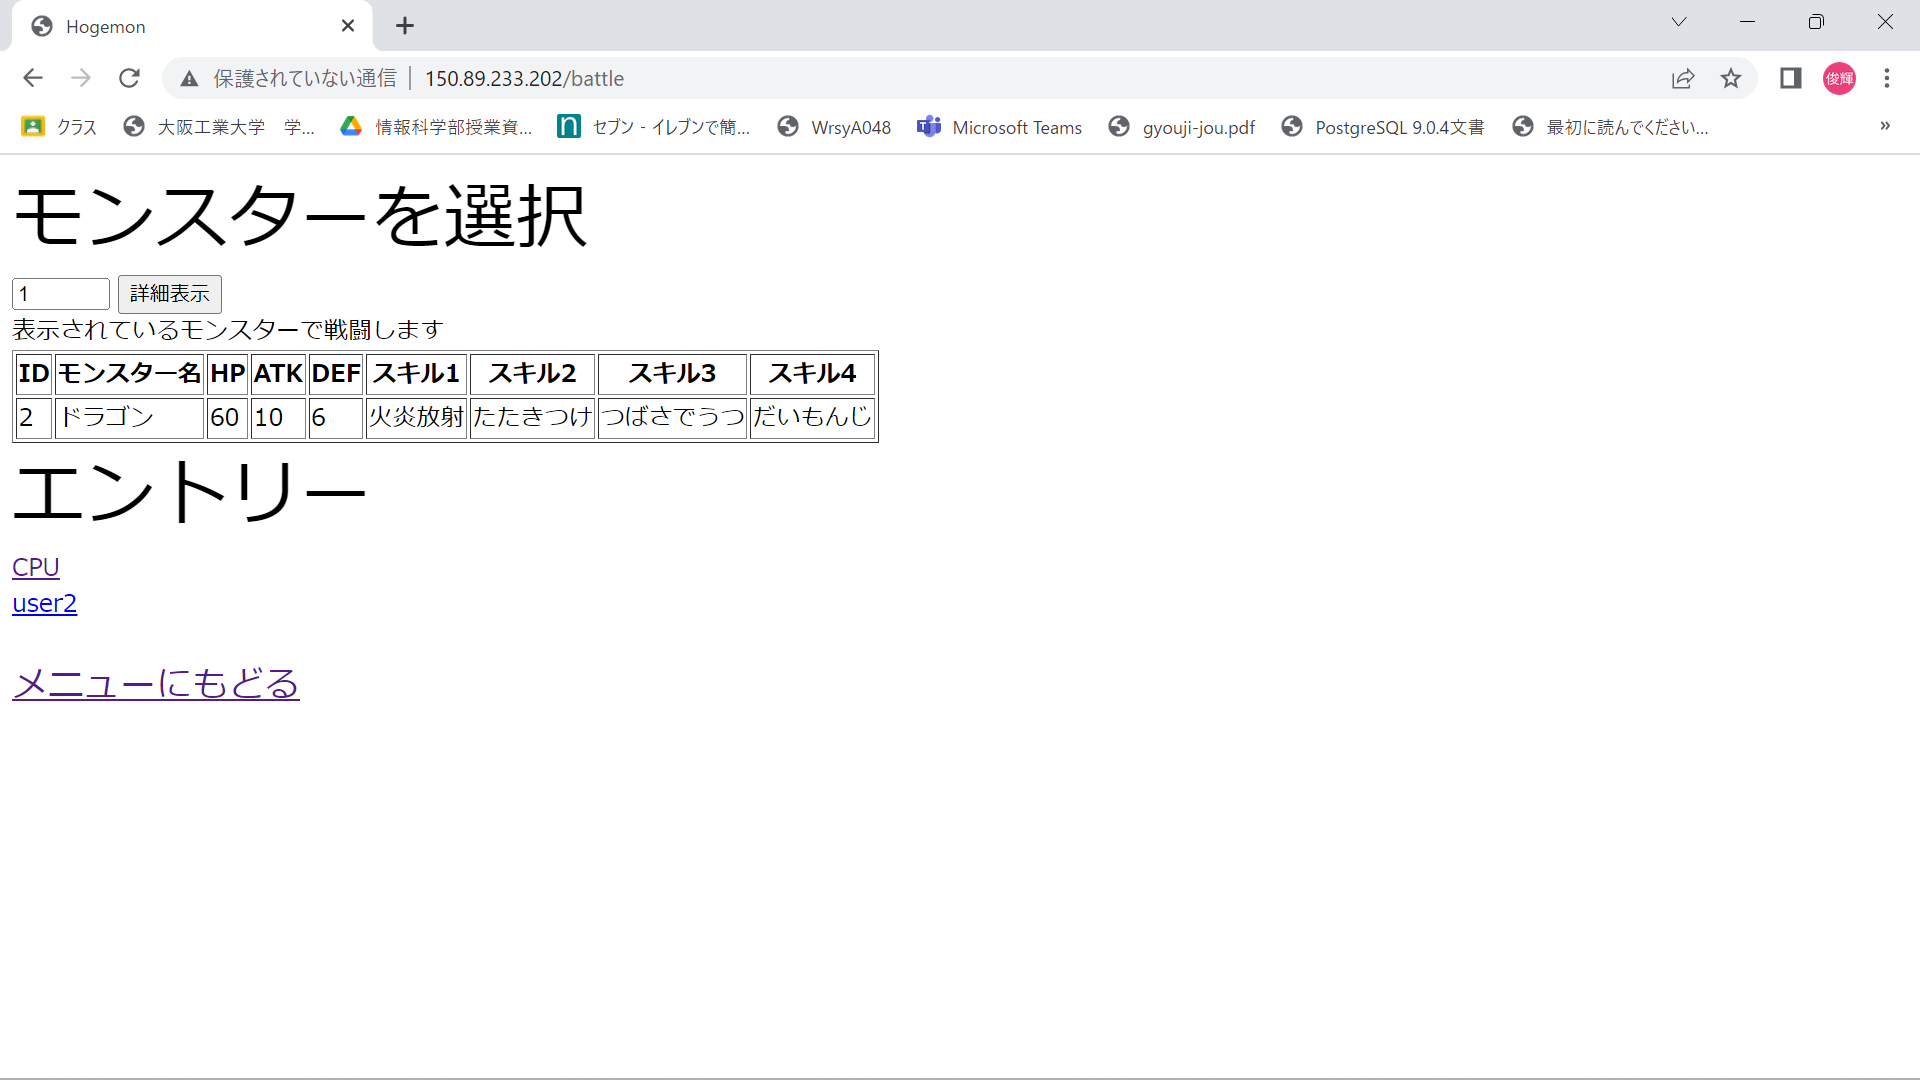 Hogemon
保護されていない通信 150.89.233.202/battle
俊輝
クラス 大阪工業大学 学... 情報科学部授業資... セブン - イレブンで簡... WrsyA048 Microsoft Teams gyouji-jou.pdf PostgreSQL 9.0.4文書 最初に読んでください... »
モンスターを選択
1 詳細表示
表示されているモンスターで戦闘します
ID モンスター名 HP ATK DEF スキル1 スキル2 スキル3 スキル4
2 ドラゴン 60 10 6 火炎放射 たたきつけ つばさでうつ だいもんじ
エントリー
CPU
user2
メニューにもどる